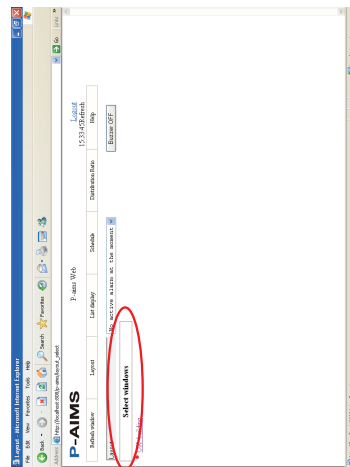 Layout - Microsoft Internet Explorer
File Edit View Favorites Tools Help
Back Search Favorites
Address http://localhost:8080/p-aims/layout_select Go Links
P-AIMS P-aims Web Logout
15:33:45 Refresh
Refresh window Layout List display Schedule Distribution Ratio Help
No active alarm at the moment Buzzer OFF
Select windows